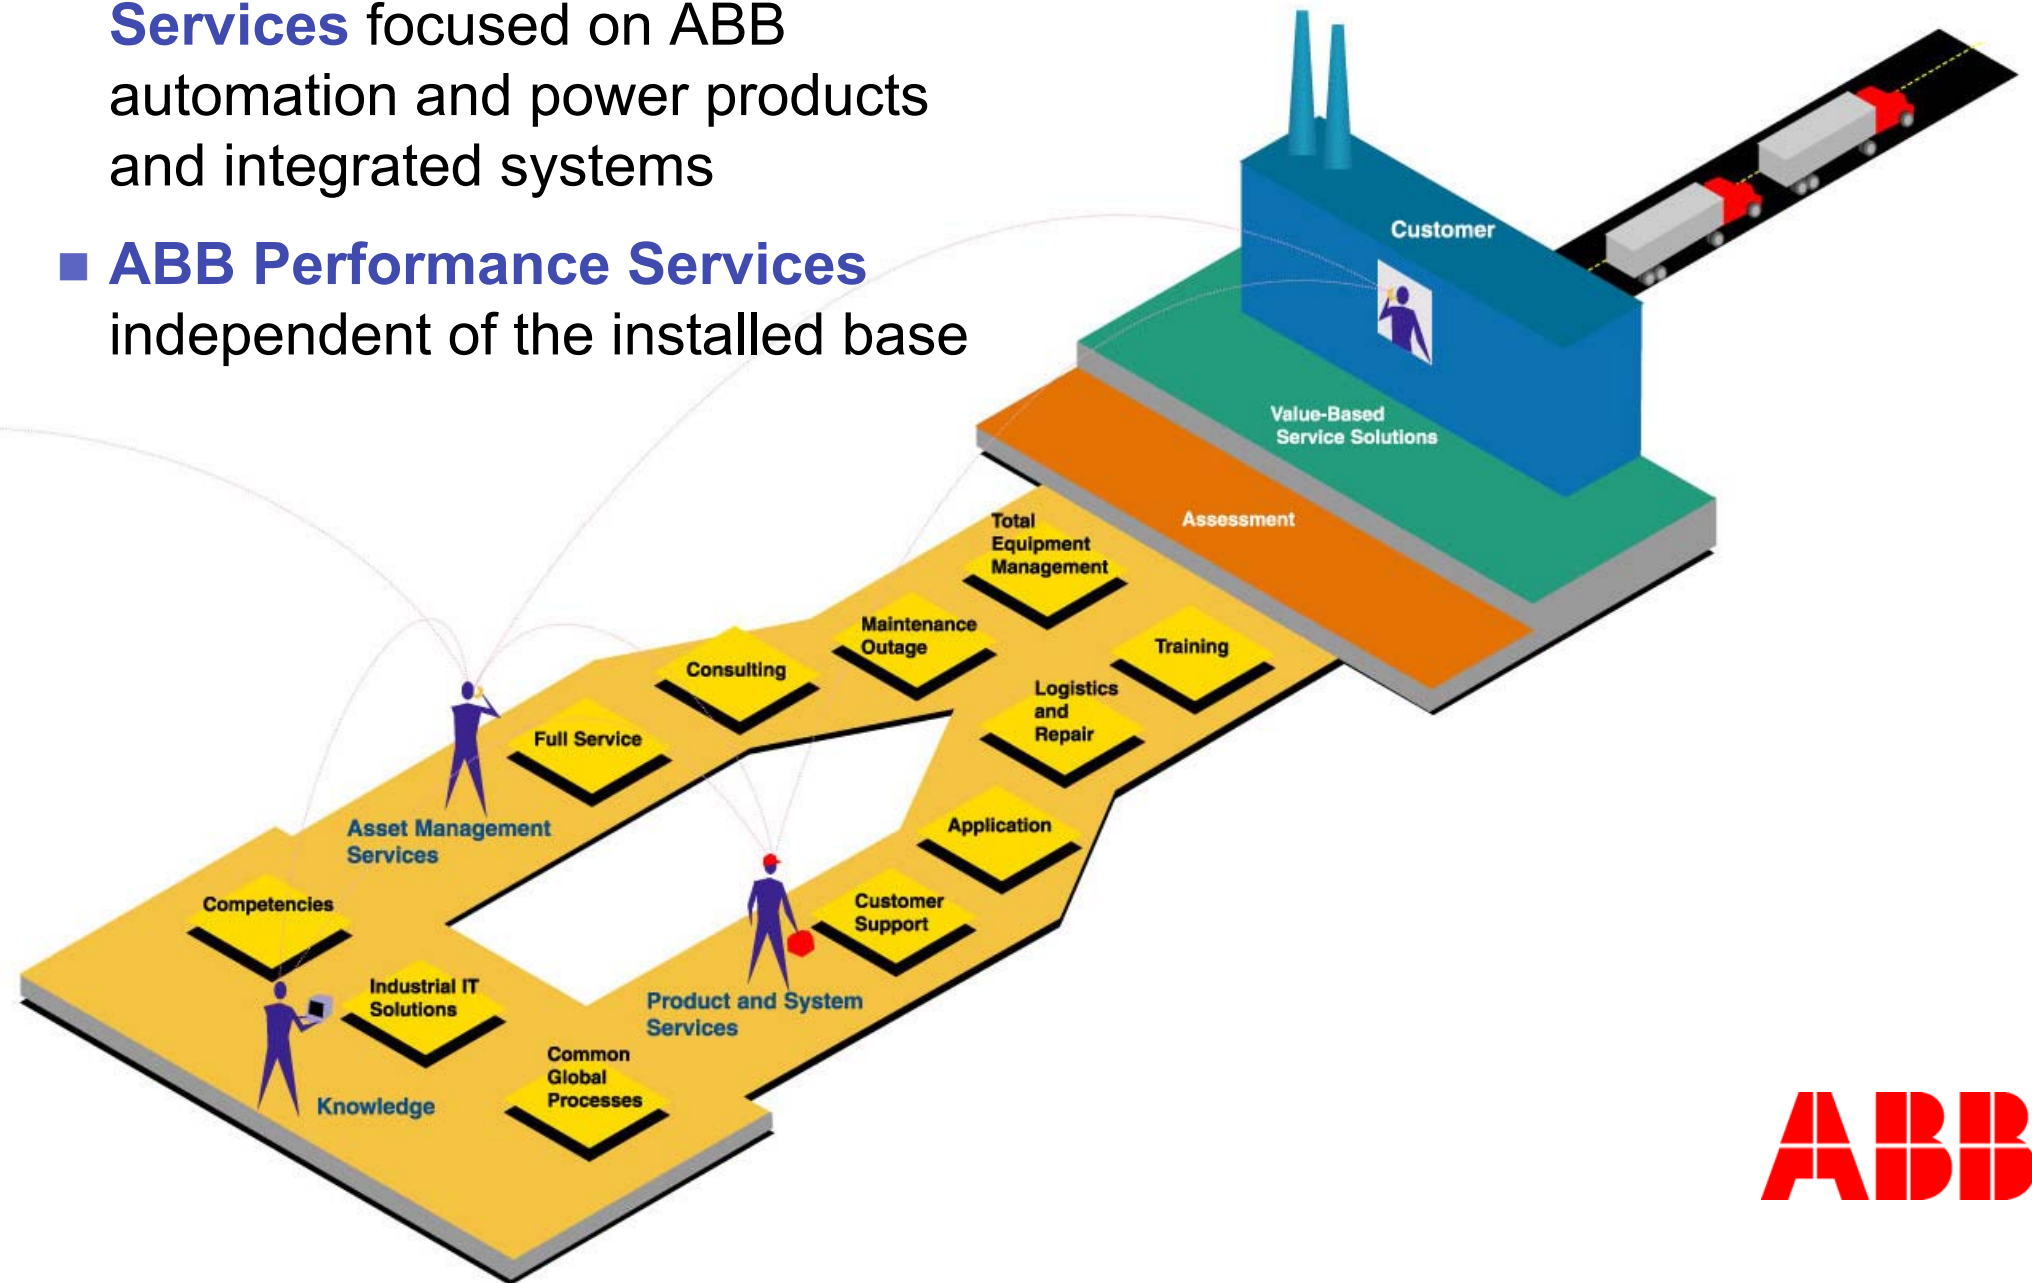 Services focused on ABB
automation and power products
and integrated systems
ABB Performance Services
independent of the installed base
Customer
Value-Based
Service Solutions
Assessment
Total
Equipment
Management
Maintenance
Outage
Training
Consulting
Logistics
and
Repair
Full Service
Application
Asset Management
Services
Competencies
Customer
Support
Industrial IT
Solutions
Product and System
Services
Common
Global
Processes
Knowledge
ABB